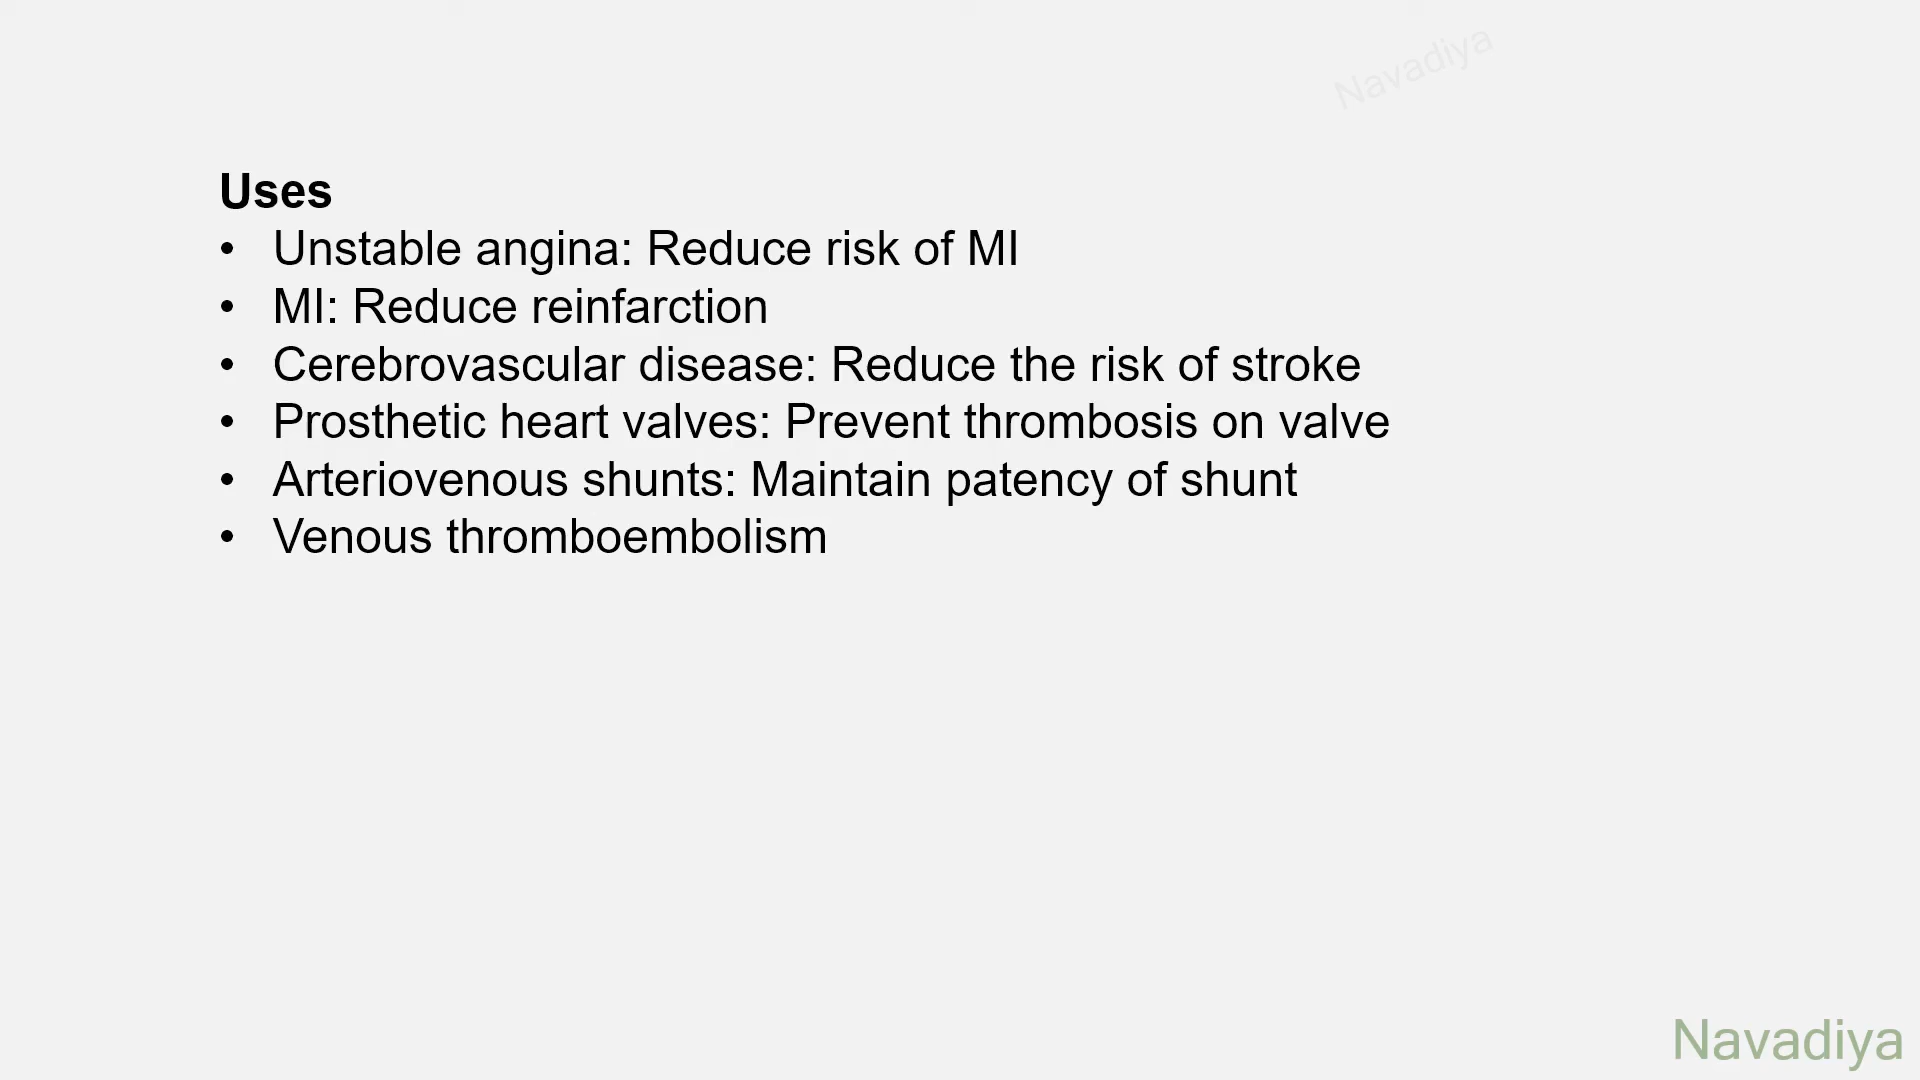 Navadiya
Uses
• Unstable angina: Reduce risk of MI
• MI: Reduce reinfarction
• Cerebrovascular disease: Reduce the risk of stroke
• Prosthetic heart valves: Prevent thrombosis on valve
• Arteriovenous shunts: Maintain patency of shunt
• Venous thromboembolism
Navadiya